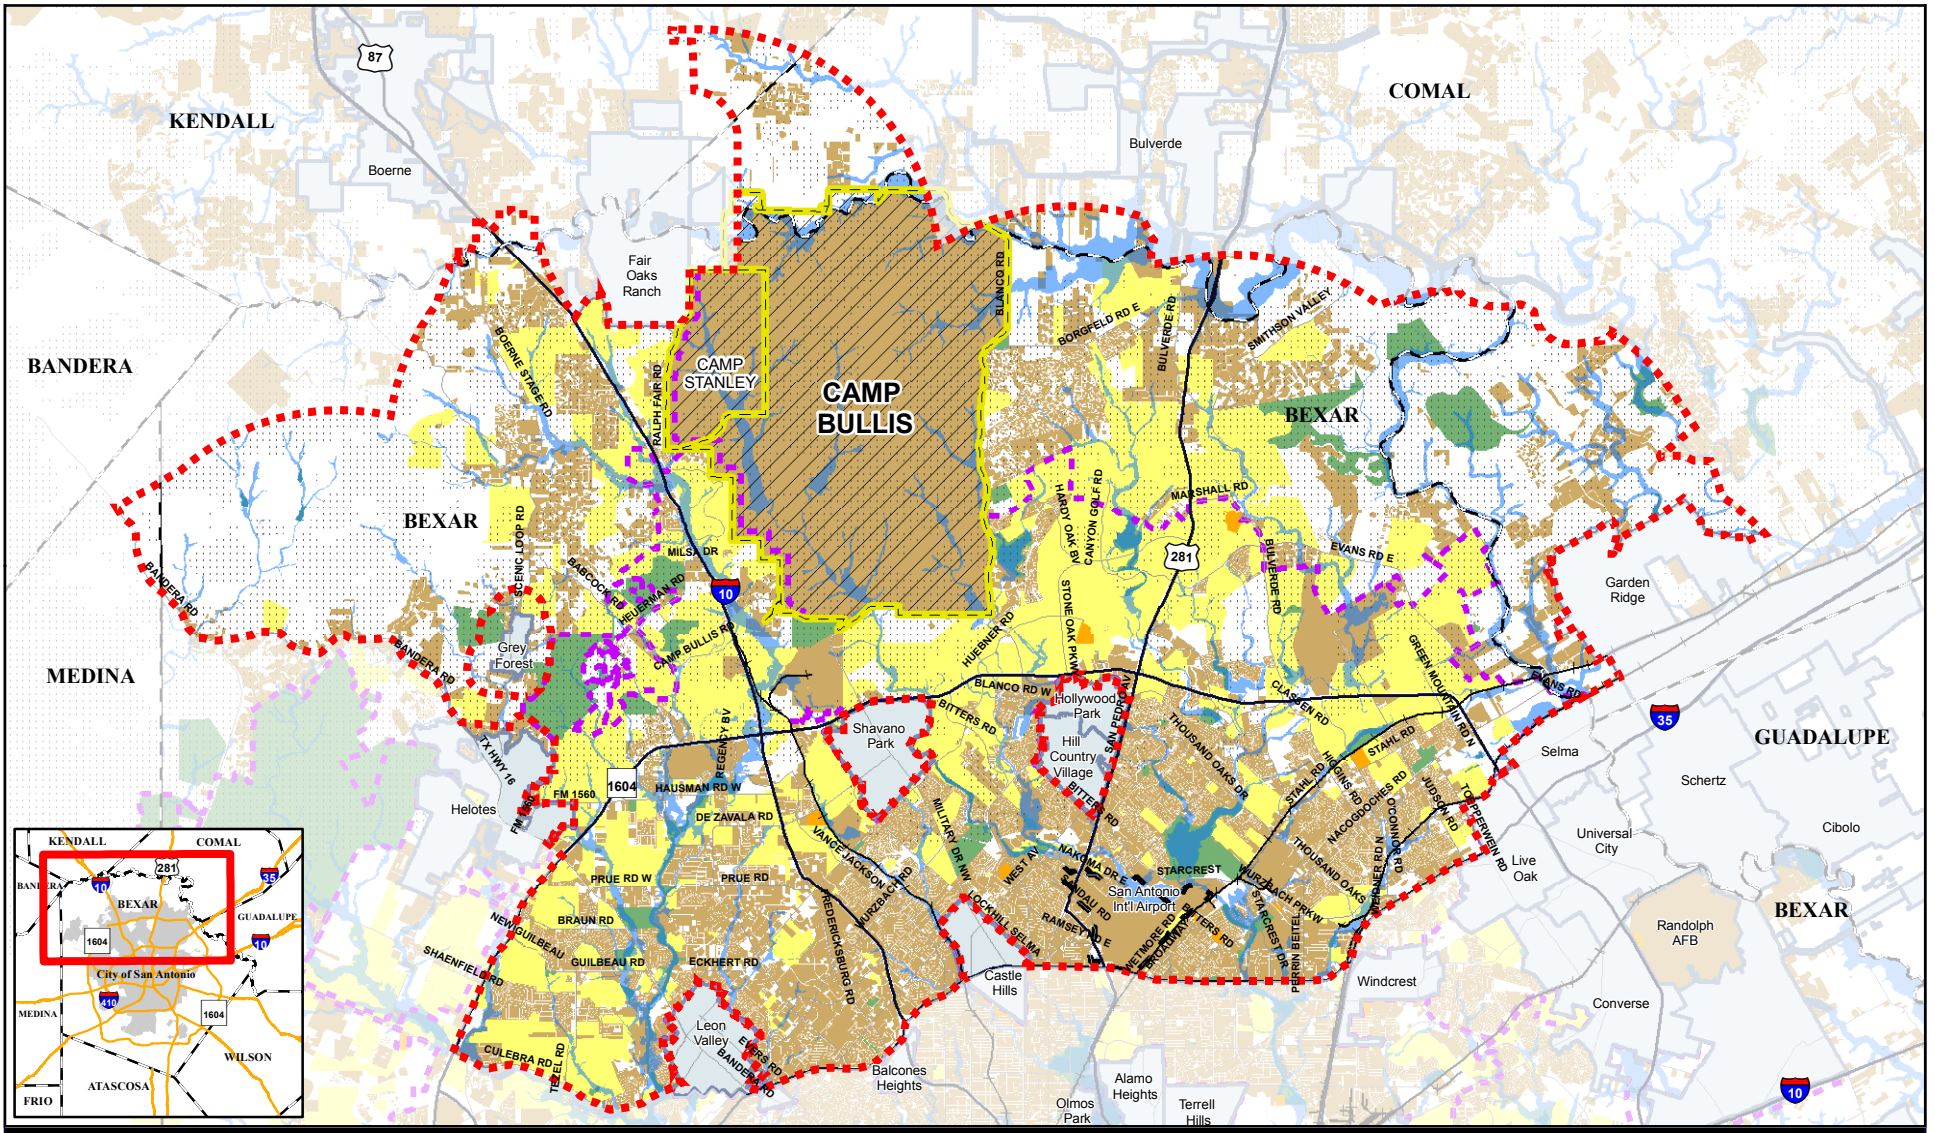 87
KENDALL
COMAL
Boerne
Bulverde
Fair
Oaks
Ranch
BLANCO RD
BORGFELD RD E
BULVERDE RD
SMITHSON VALLEY
BANDERA
BOERNE STAGE RD
RALPH FAIR RD
CAMP
STANLEY
CAMP
BULLIS
BEXAR
BEXAR
SCENIC LOOP RD
HARDY OAK BV
CANYON GOLF RD
MARSHALL RD
MILSA DR
281
BULVERDE RD
EVANS RD E
BANDERA RD
BABCOCK RD
HEUERMAN RD
10
STONE OAK PKWY
Garden
Ridge
CAMP BULLIS RD
HUEBNER RD
GREEN MOUNTAIN RD N
Grey
Forest
BANDERA RD
MEDINA
BLANCO RD W
Hollywood
Park
SAN PEDRO AV
CLASSEN RD
EVANS RD
BITTERS RD
Shavano
Park
REGENCY BV
THOUSAND OAKS DR
35
Hill
Country
Village
STAHL RD
HIGGINS RD
STAHL RD
Selma
GUADALUPE
TX HWY 16
1604
HAUSMAN RD W
FM 1560
FM 1560
Helotes
BITTERS RD
NACOGDOCHES RD
JUDSON RD
TOEPPERWEIN RD
Schertz
DE ZAVALA RD
MILITARY DR NW
O'CONNOR RD
VANCE JACKSON
Universal
City
Cibolo
NAKOMA DR E
WEST AV
STARCREST
THOUSAND OAKS
WURZBACH PRKW
WEIDNER RD N
Live
Oak
PRUE RD W
PRUE RD
WURZBACH RD
SANDAU RD
San Antonio
Int'l Airport
FREDERICKSBURG RD
LOCKHILL SELMA
RAMSEY RD E
WETMORE RD
BROADWAY
BITTERS RD
STARCREST DR
PERRIN BEITEL
BRAUN RD
NEW GUILBEAU
Randolph
AFB
BEXAR
SHAENFIELD RD
GUILBEAU RD
ECKHERT RD
Castle
Hills
Windcrest
Converse
Leon
Valley
EVERS RD
BANDERA RD
CULEBRA RD
TEZEL RD
Balcones
Heights
Alamo
Heights
Olmos
Park
Terrell
Hills
10
KENDALL
COMAL
281
BANDERA
10
35
BEXAR
GUADALUPE
1604
10
City of San Antonio
410
1604
MEDINA
WILSON
ATASCOSA
FRIO